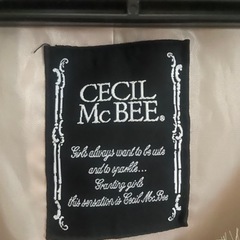 CECIL
McBEE®
Girls always want to be cute
and to sparkle...
Granting girls
this sensation is Cecil McBee